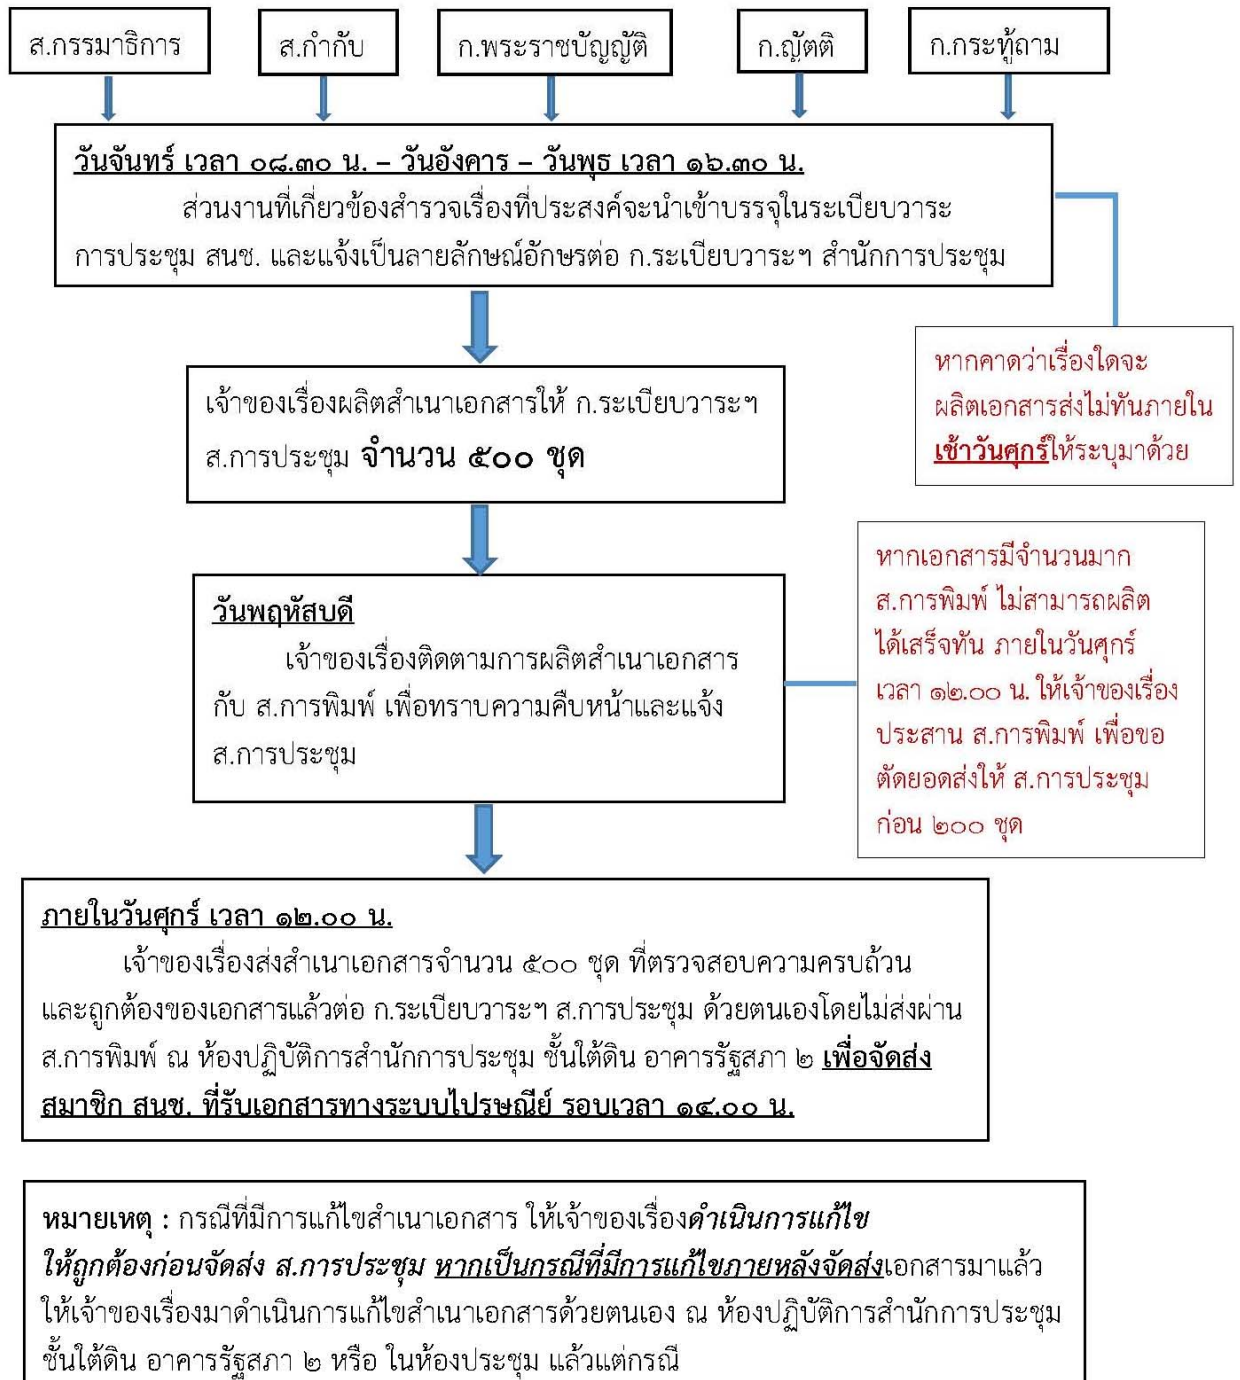 ส.กรรมาธิการ
ส.กำกับ
ก.พระราชบัญญัติ
ก.ญัตติ
ก.กระทู้ถาม
วันจันทร์ เวลา ๐๘.๓๐ น. – วันอังคาร – วันพุธ เวลา ๑๖.๓๐ น.
ส่วนงานที่เกี่ยวข้องสำรวจเรื่องที่ประสงค์จะนำเข้าบรรจุในระเบียบวาระ
การประชุม สนช. และแจ้งเป็นลายลักษณ์อักษรต่อ ก.ระเบียบวาระฯ สำนักการประชุม
หากคาดว่าเรื่องใดจะ
ผลิตเอกสารส่งไม่ทันภายใน
เช้าวันศุกร์ให้ระบุมาด้วย
เจ้าของเรื่องผลิตสำเนาเอกสารให้ ก.ระเบียบวาระฯ
ส.การประชุม จำนวน ๕๐๐ ชุด
วันพฤหัสบดี
เจ้าของเรื่องติดตามการผลิตสำเนาเอกสาร
กับ ส.การพิมพ์ เพื่อทราบความคืบหน้าและแจ้ง
ส.การประชุม
หากเอกสารมีจำนวนมาก
ส.การพิมพ์ ไม่สามารถผลิต
ได้เสร็จทัน ภายในวันศุกร์
เวลา ๑๒.๐๐ น. ให้เจ้าของเรื่อง
ประสาน ส.การพิมพ์ เพื่อขอ
ตัดยอดส่งให้ ส.การประชุม
ก่อน ๒๐๐ ชุด
ภายในวันศุกร์ เวลา ๑๒.๐๐ น.
เจ้าของเรื่องส่งสำเนาเอกสารจำนวน ๕๐๐ ชุด ที่ตรวจสอบความครบถ้วน
และถูกต้องของเอกสารแล้วต่อ ก.ระเบียบวาระฯ ส.การประชุม ด้วยตนเองโดยไม่ส่งผ่าน
ส.การพิมพ์ ณ ห้องปฏิบัติการสำนักการประชุม ชั้นใต้ดิน อาคารรัฐสภา ๒ เพื่อจัดส่ง
สมาชิก สนช. ที่รับเอกสารทางระบบไปรษณีย์ รอบเวลา ๑๔.๐๐ น.
หมายเหตุ : กรณีที่มีการแก้ไขสำเนาเอกสาร ให้เจ้าของเรื่องดำเนินการแก้ไข
ให้ถูกต้องก่อนจัดส่ง ส.การประชุม หากเป็นกรณีที่มีการแก้ไขภายหลังจัดส่งเอกสารมาแล้ว
ให้เจ้าของเรื่องมาดำเนินการแก้ไขสำเนาเอกสารด้วยตนเอง ณ ห้องปฏิบัติการสำนักการประชุม
ชั้นใต้ดิน อาคารรัฐสภา ๒ หรือ ในห้องประชุม แล้วแต่กรณี